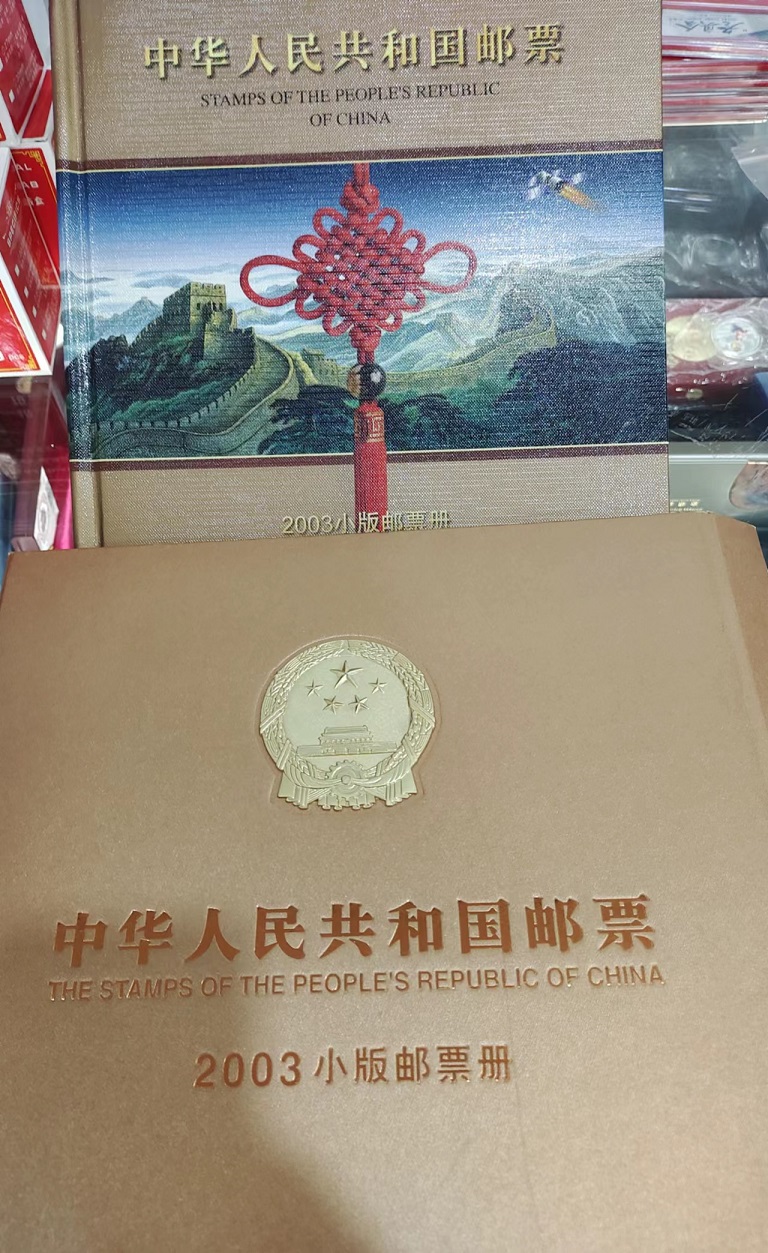 中华人民共和国邮票
STAMPS OF THE PEOPLE'S REPUBLIC
OF CHINA
2003小版邮票册
中华人民共和国邮票
THE STAMPS OF THE PEOPLE'S REPUBLIC OF CHINA
2003小版邮票册